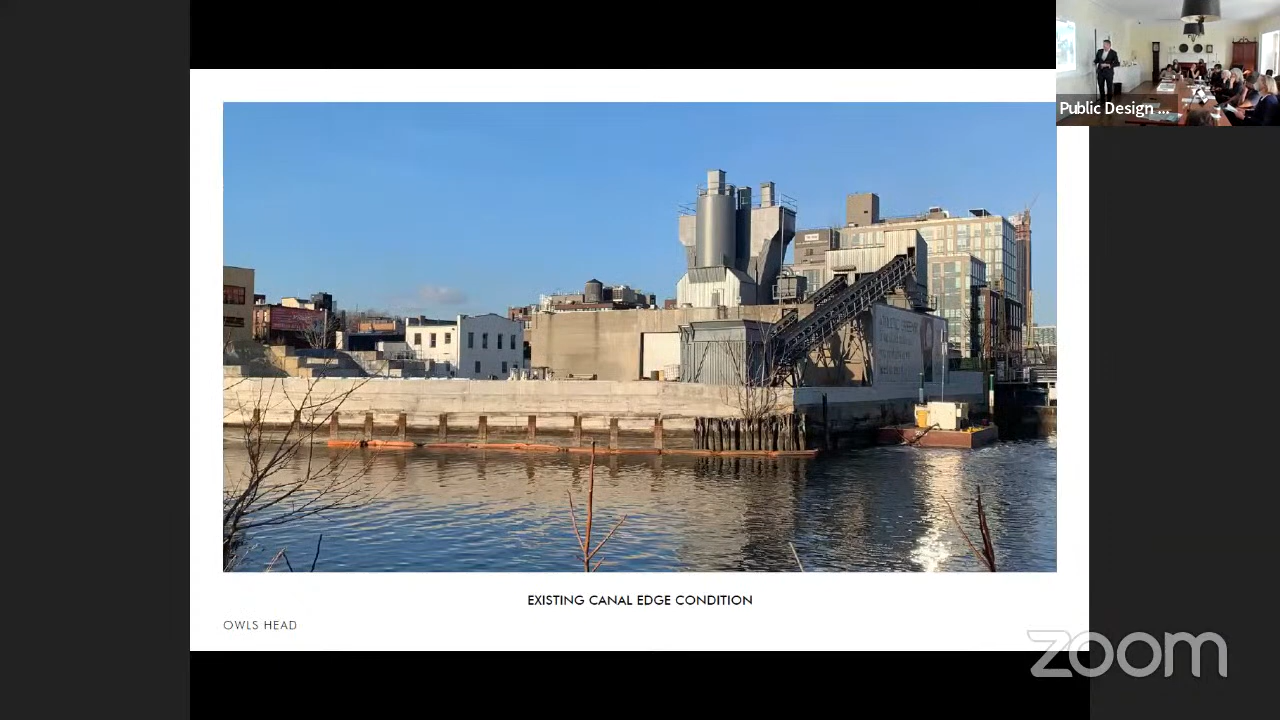 Public Design ...
EXISTING CANAL EDGE CONDITION
OWLS HEAD
zoom